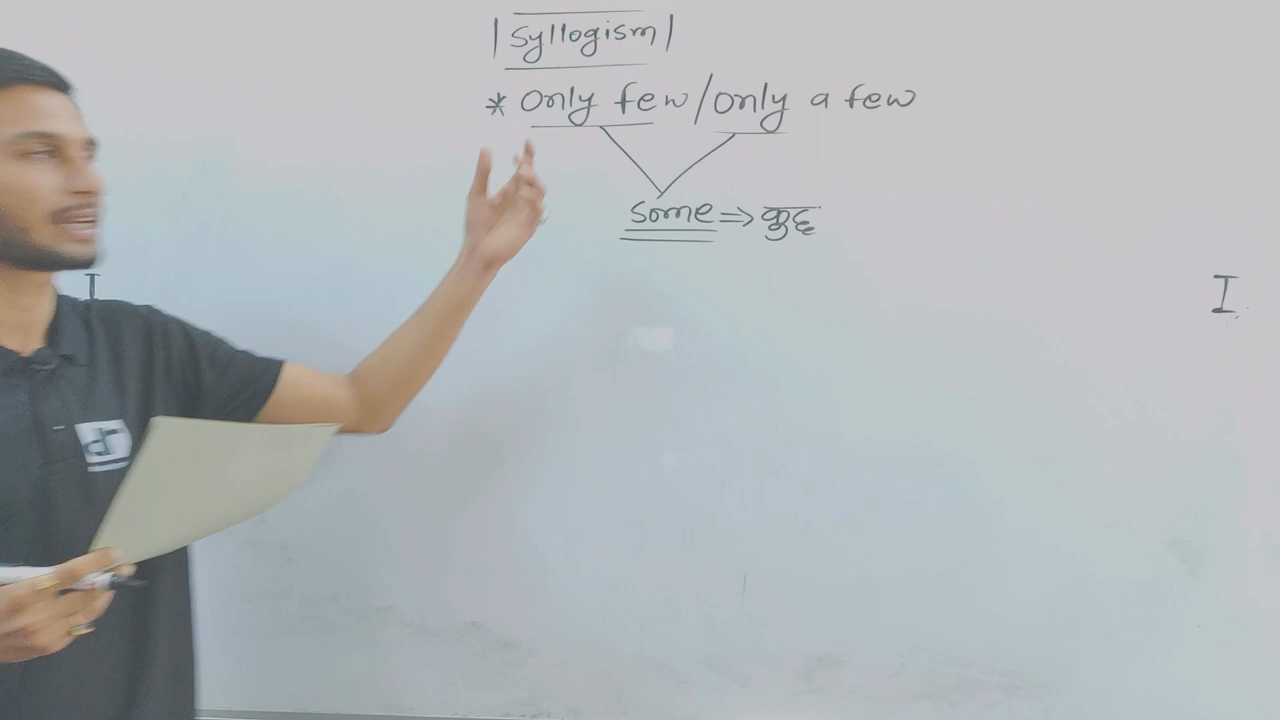 |Syllogism|
* Only few/only a few
some => कुछ
I
I